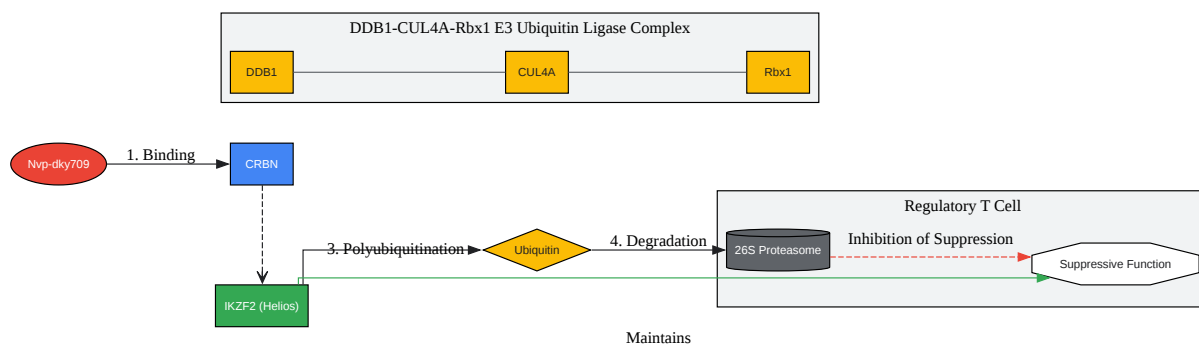 DDB1-CUL4A-Rbx1 E3 Ubiquitin Ligase Complex
DDB1
CUL4A
Rbx1
Nvp-dky709
1. Binding
CRBN
Regulatory T Cell
3. Polyubiquitination
Ubiquitin
4. Degradation
26S Proteasome
Inhibition of Suppression
Suppressive Function
IKZF2 (Helios)
Maintains